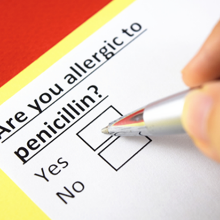 Are you allergic to
penicillin?
Yes
No